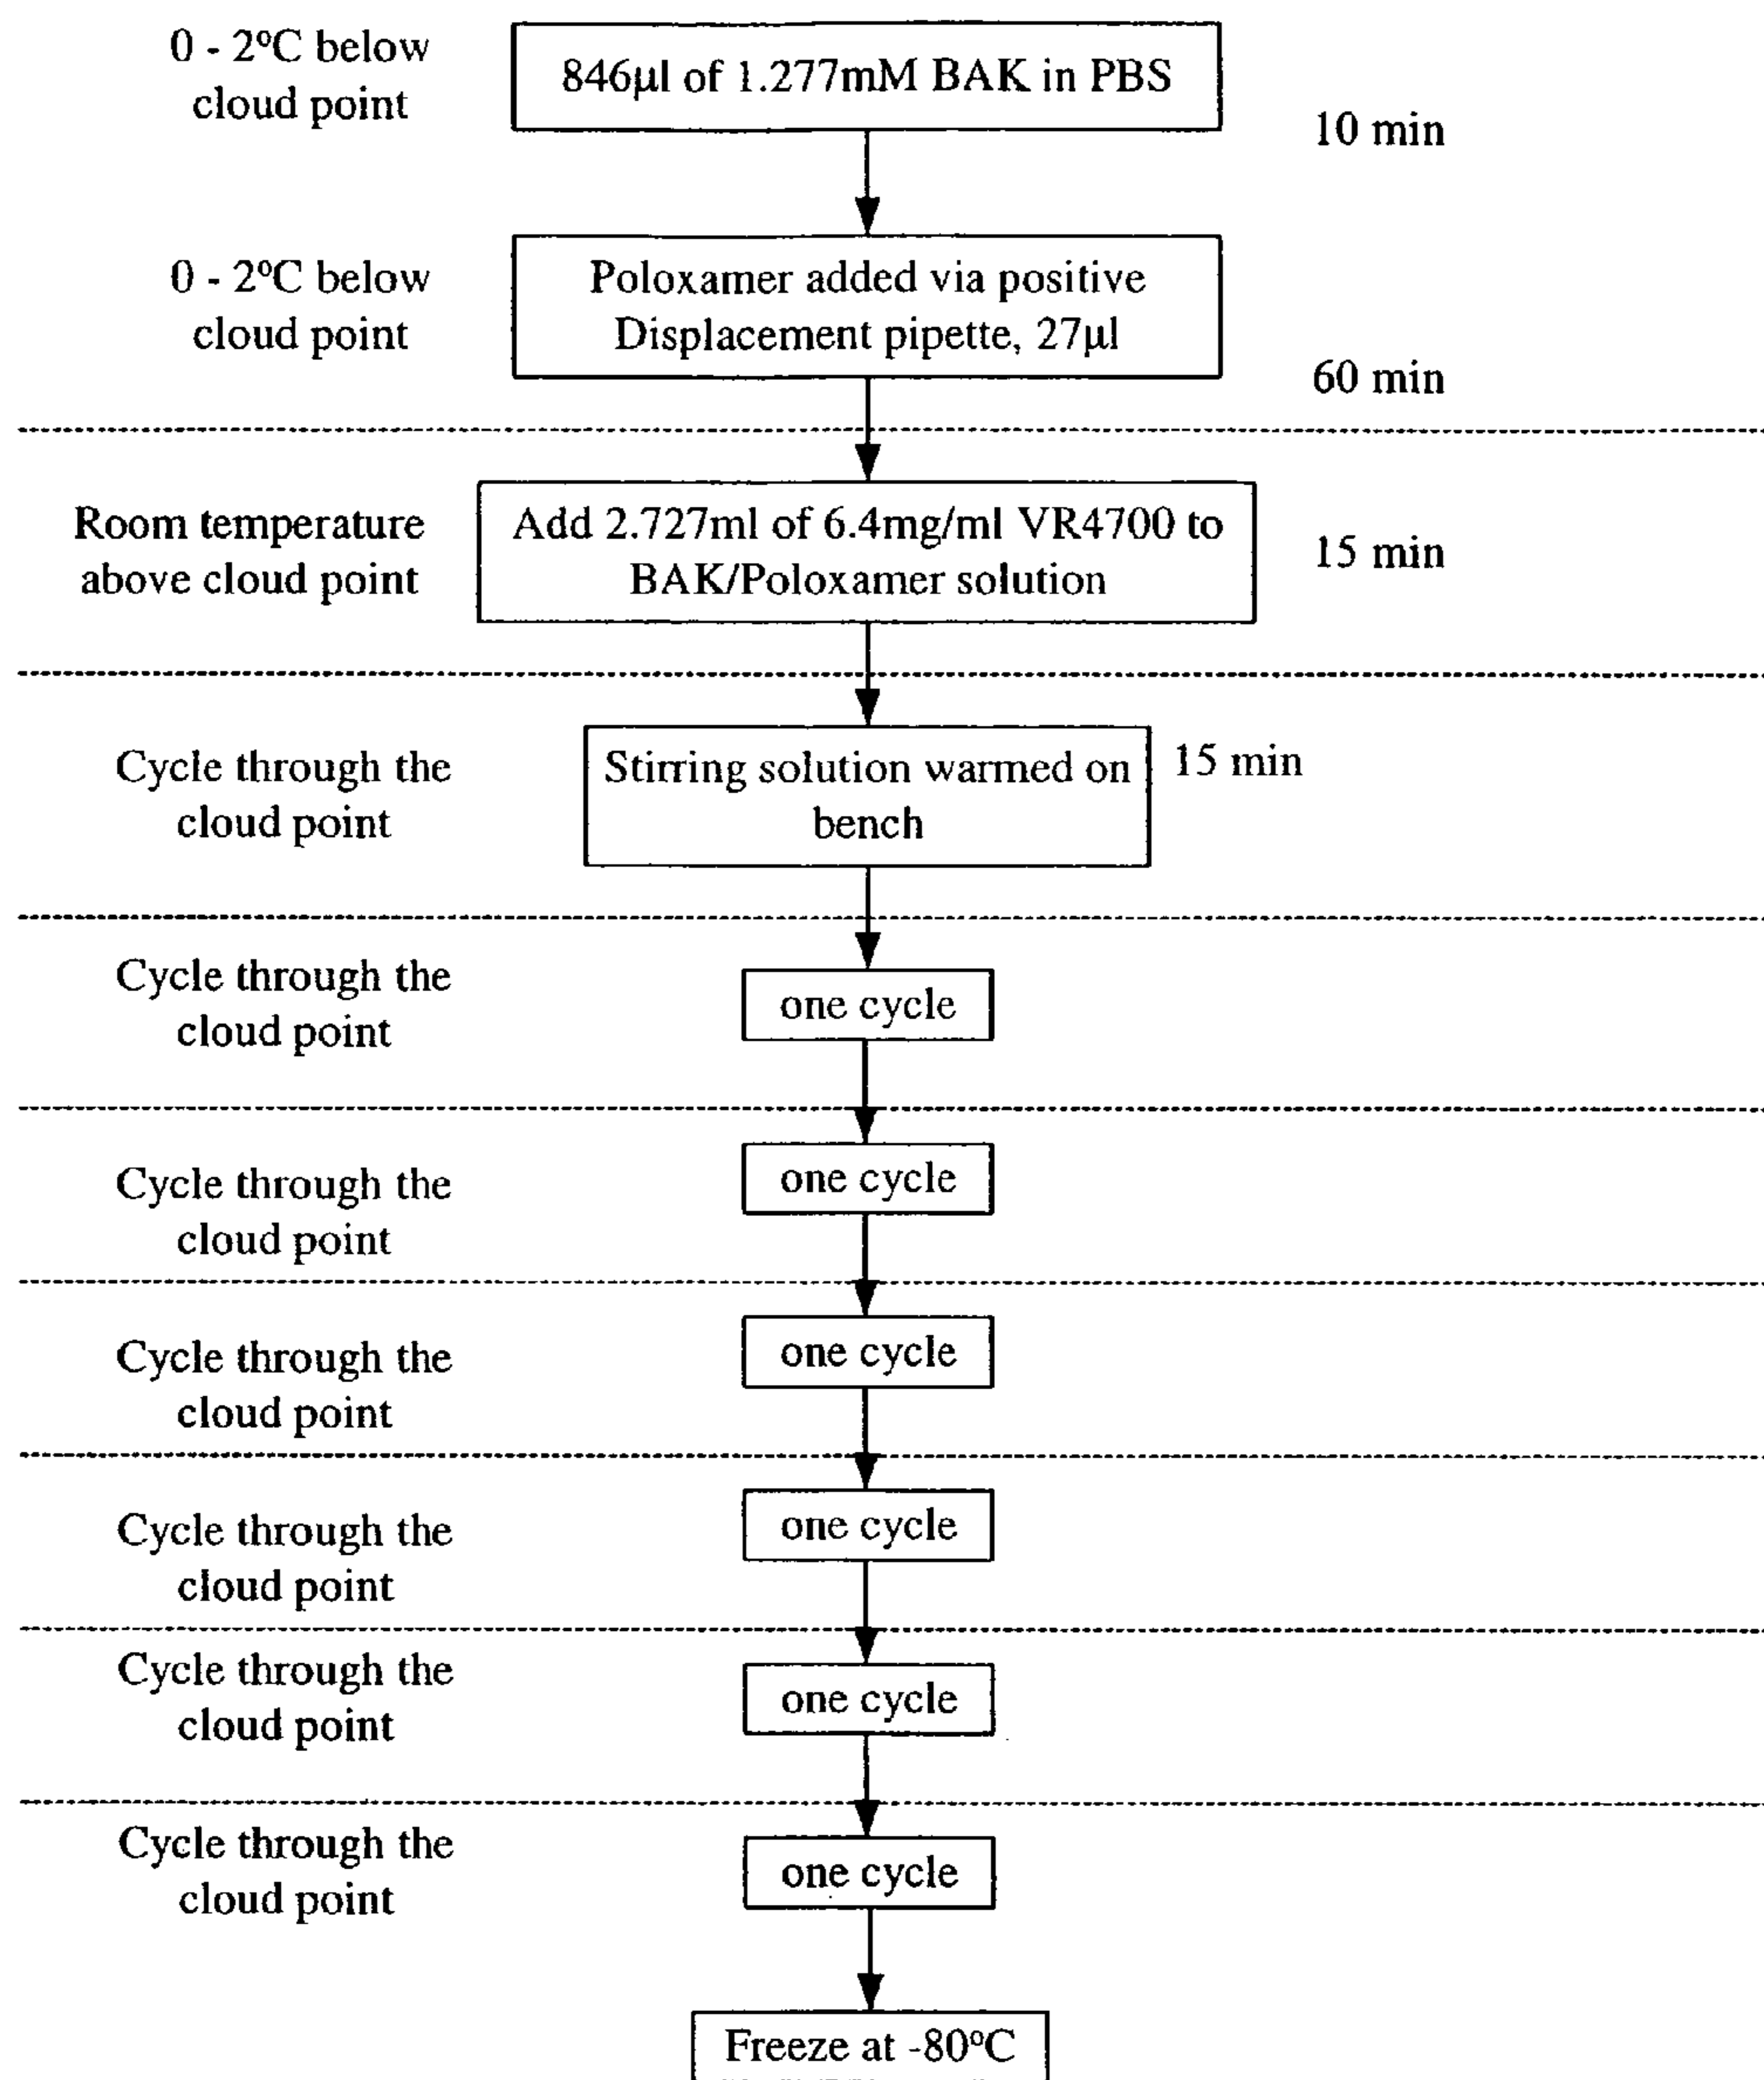 0 - 2ºC below
cloud point
846µl of 1.277mM BAK in PBS
10 min
0 - 2ºC below
cloud point
Poloxamer added via positive
Displacement pipette, 27µl
60 min
Room temperature
above cloud point
Add 2.727ml of 6.4mg/ml VR4700 to
BAK/Poloxamer solution
15 min
Cycle through the
cloud point
Stirring solution warmed on
bench
15 min
Cycle through the
cloud point
one cycle
Cycle through the
cloud point
one cycle
Cycle through the
cloud point
one cycle
Cycle through the
cloud point
one cycle
Cycle through the
cloud point
one cycle
Cycle through the
cloud point
one cycle
Freeze at -80ºC